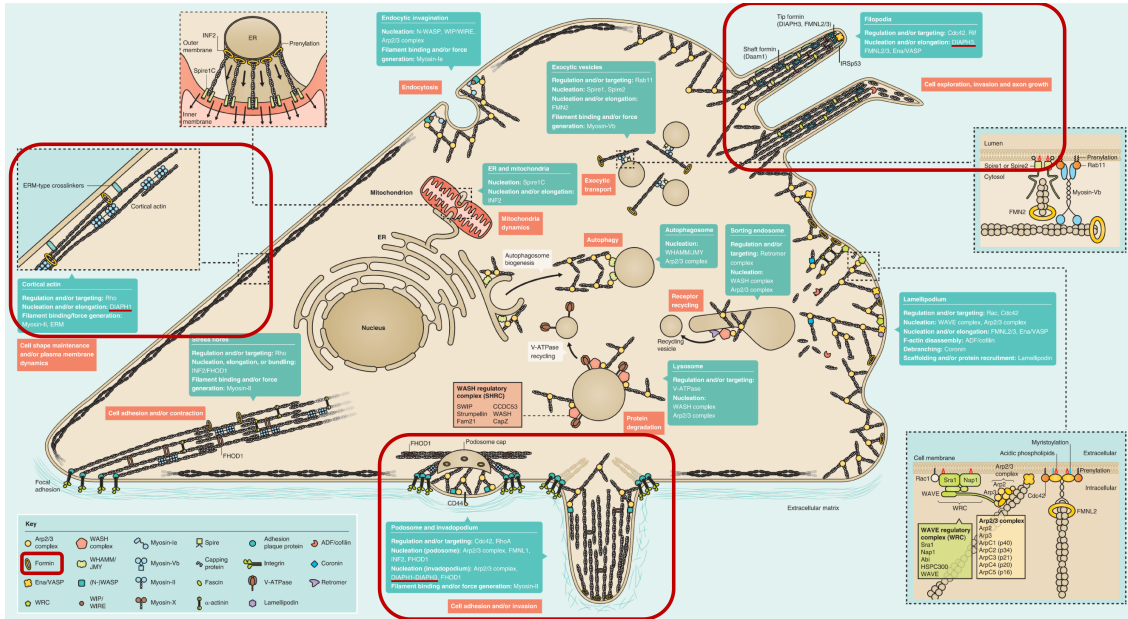 ER
INF2
Outer
membrane
Prenylation
Spire1C
Inner
membrane
Endocytic invagination
Nucleation: N-WASP, WIP/WIRE,
Arp2/3 complex
Filament binding and/or force
generation: Myosin-Ie
Endocytosis
Exocytic vesicles
Regulation and/or targeting: Rab11
Nucleation: Spire1, Spire2
Nucleation and/or elongation:
FMN2
Filament binding and/or force
generation: Myosin-Vb
Exocytic
transport
Tip formin
(DIAPH3, FMNL2/3)
Shaft formin
(Daam1)
IRSp53
Filopodia
Regulation and/or targeting: Cdc42, Rif
Nucleation and/or elongation: DIAPH3,
FMNL2/3, Ena/VASP
Cell exploration, invasion and axon growth
Lumen
Spire1 or Spire2
Cytosol
Prenylation
Rab11
Myosin-Vb
FMN2
ERM-type crosslinkers
Cortical actin
Cortical actin
Regulation and/or targeting: Rho
Nucleation and/or elongation: DIAPH1
Filament binding/force generation:
Myosin-II, ERM
Cell shape maintenance
and/or plasma membrane
dynamics
ER and mitochondria
Nucleation: Spire1C
Nucleation and/or elongation:
INF2
Mitochondrion
Mitochondria
dynamics
ER
Nucleus
Autophagosome
biogenesis
Autophagy
Autophagosome
Nucleation:
WHAMM/JMY
Arp2/3 complex
Sorting endosome
Regulation and/or
targeting: Retromer
complex
Nucleation:
WASH complex
Arp2/3 complex
Receptor
recycling
Recycling
vesicle
V-ATPase
recycling
Lamellipodium
Regulation and/or targeting: Rac, Cdc42
Nucleation: WAVE complex, Arp2/3 complex
Nucleation and/or elongation: FMNL2/3, Ena/VASP
F-actin disassembly: ADF/cofilin
Debranching: Coronin
Scaffolding and/or protein recruitment: Lamellipodin
Stress fibres
Regulation and/or targeting: Rho
Nucleation, elongation, or bundling:
INF2/FHOD1
Filament binding and/or force
generation: Myosin-II
Cell adhesion and/or contraction
FHOD1
Focal
adhesion
WASH regulatory
complex (SHRC)
SWIP CCDC53
Strumpellin WASH
Fam21 CapZ
Lysosome
Regulation and/or targeting:
V-ATPase
Nucleation:
WASH complex
Arp2/3 complex
Protein
degradation
FHOD1
Podosome cap
CD44
Podosome and invadopodium
Regulation and/or targeting: Cdc42, RhoA
Nucleation (podosome): Arp2/3 complex, FMNL1,
INF2, FHOD1
Nucleation (invadopodium): Arp2/3 complex,
DIAPH1-DIAPH3, FHOD1
Filament binding and/or force generation: Myosin-II
Cell adhesion and/or invasion
Extracellular matrix
Cell membrane
Acidic phospholipids
Myristoylation
Extracellular
Rac1
Sra1
Nap1
Arp2/3
complex
Arp2
Arp3
Prenylation
Intracellular
WAVE
WRC
Cdc42
FMNL2
WAVE regulatory
complex (WRC)
Sra1
Nap1
Abi
HSPC300
WAVE
Arp2/3 complex
Arp2
Arp3
ArpC1 (p40)
ArpC2 (p34)
ArpC3 (p21)
ArpC4 (p20)
ArpC5 (p16)
Key
Arp2/3
complex
WASH
complex
Myosin-Ie
Spire
Adhesion
plaque protein
ADF/cofilin
Formin
WHAMM/
JMY
Myosin-Vb
Capping
protein
Integrin
Coronin
Ena/VASP
(N-)WASP
Myosin-II
Fascin
V-ATPase
Retromer
WRC
WIP/
WIRE
Myosin-X
α-actinin
Lamellipodin